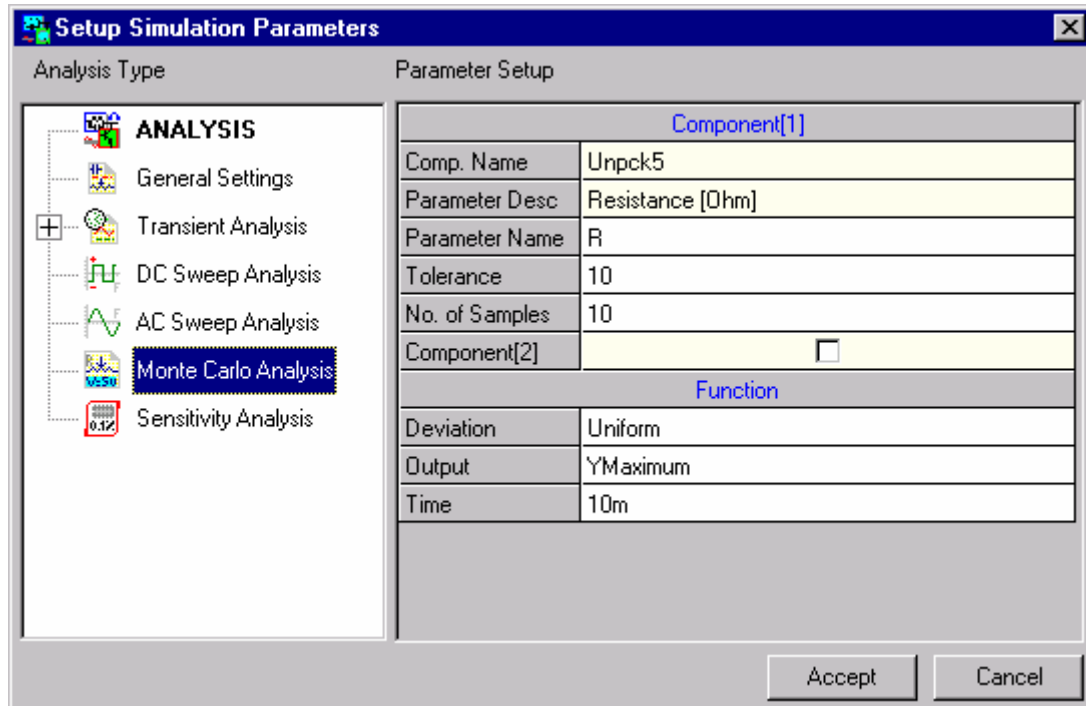 Setup Simulation Parameters
Analysis Type
Parameter Setup
ANALYSIS
General Settings
Transient Analysis
DC Sweep Analysis
AC Sweep Analysis
Monte Carlo Analysis
Sensitivity Analysis
Component[1]
Comp. Name Unpck5
Parameter Desc Resistance [Ohm]
Parameter Name R
Tolerance 10
No. of Samples 10
Component[2]
Function
Deviation Uniform
Output YMaximum
Time 10m
Accept Cancel